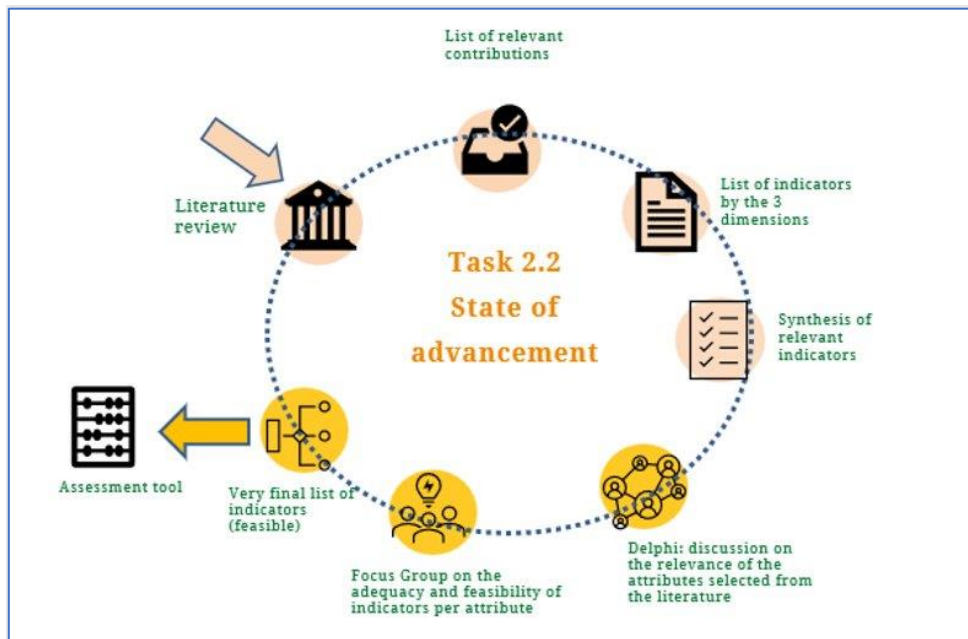 List of relevant
contributions
Literature
review
List of indicators
by the 3
dimensions
Task 2.2
State of
advancement
Synthesis of
relevant
indicators
Assessment tool
Very final list of
indicators
(feasible)
Focus Group on the
adequacy and feasibility of
indicators per attribute
Delphi: discussion on
the relevance of the
attributes selected from
the literature